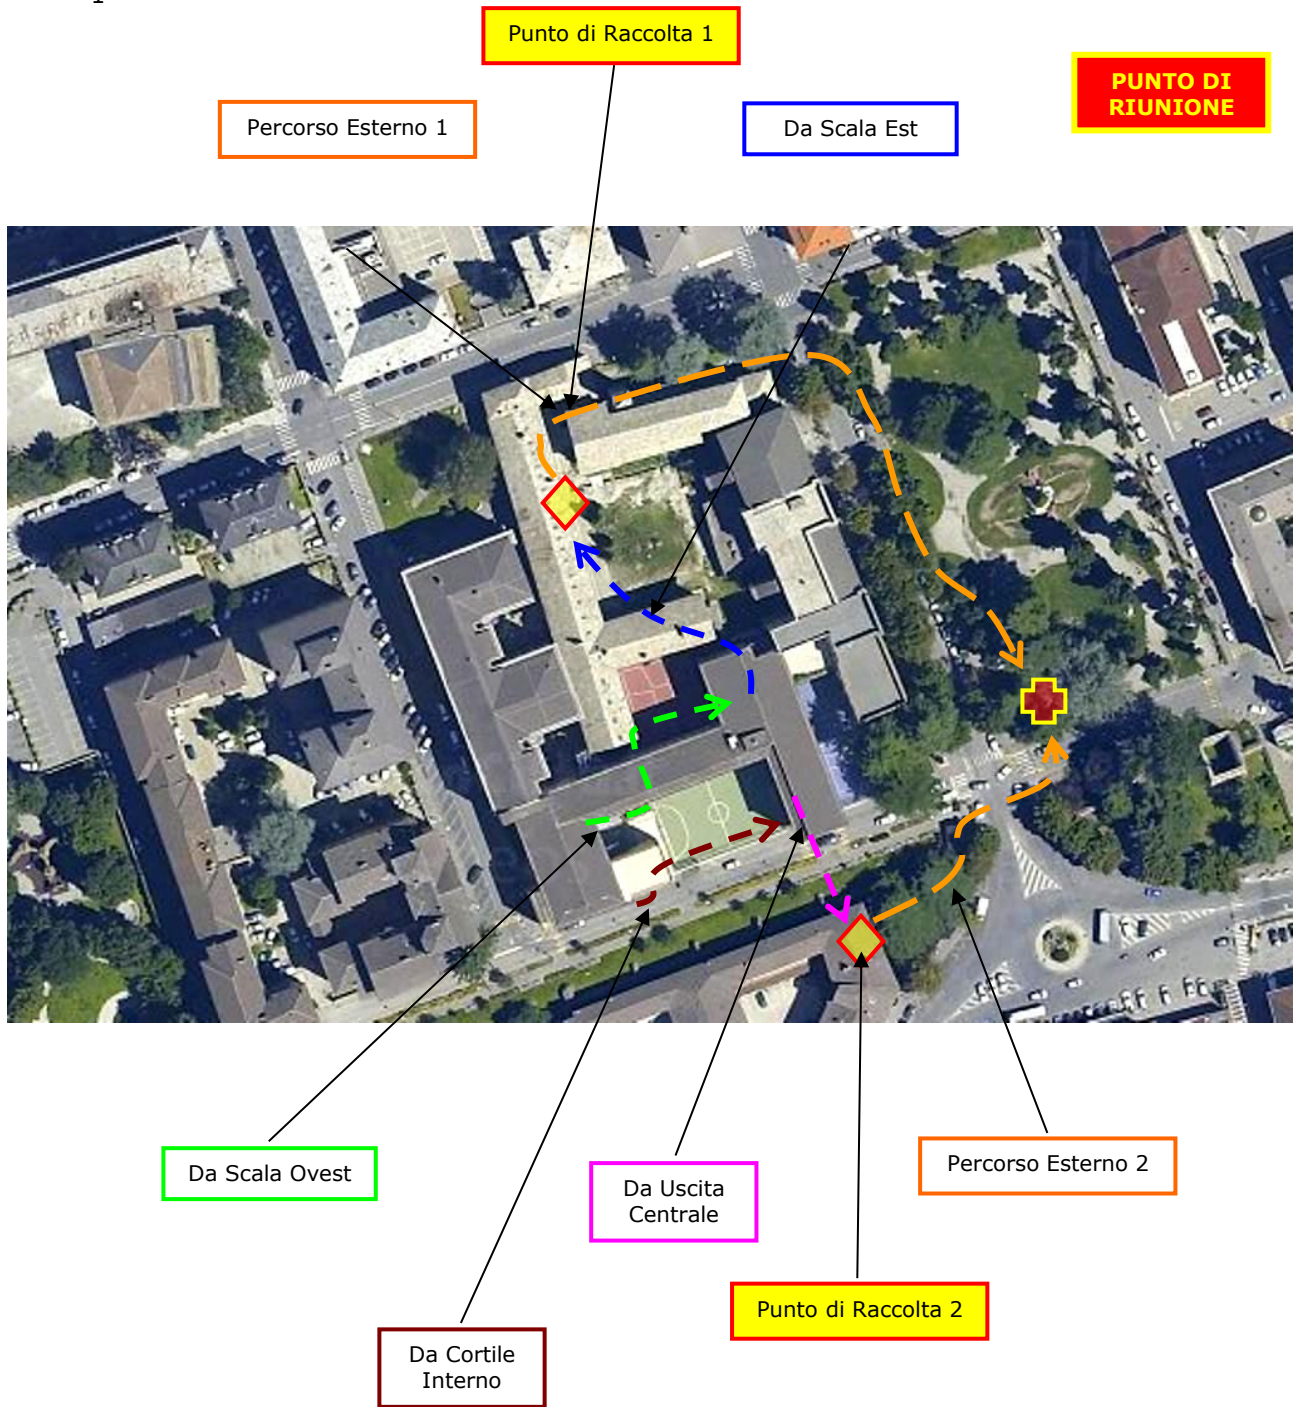 Punto di Raccolta 1
PUNTO DI
RIUNIONE
Percorso Esterno 1
Da Scala Est
Da Scala Ovest
Da Uscita
Centrale
Percorso Esterno 2
Punto di Raccolta 2
Da Cortile
Interno